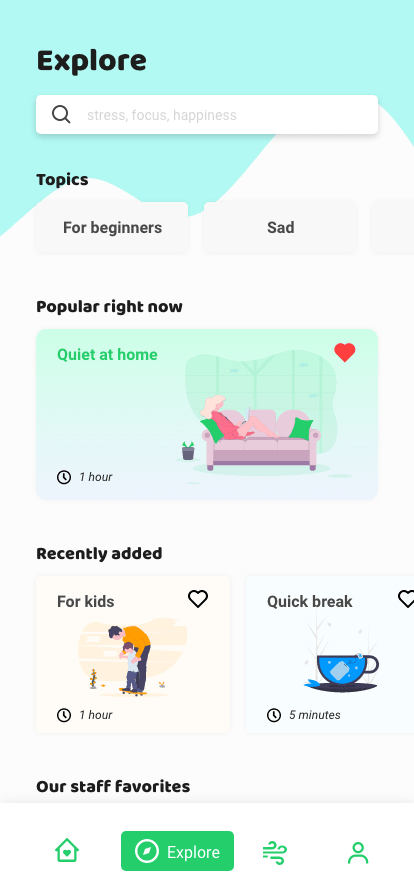 Explore
stress, focus, happiness
Topics
For beginners
Sad
Popular right now
Quiet at home
1 hour
Recently added
For kids
Quick break
1 hour
5 minutes
Our staff favorites
Explore